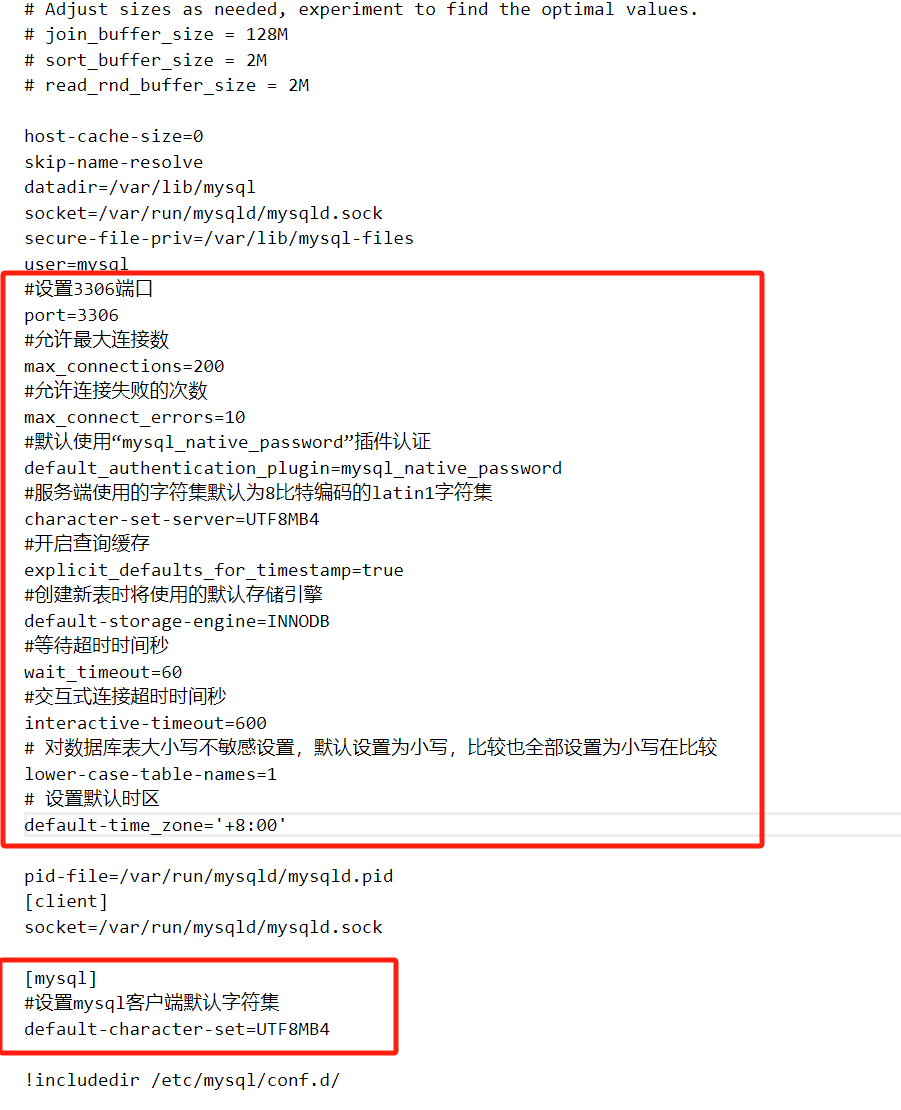 # Adjust sizes as needed, experiment to find the optimal values.
# join_buffer_size = 128M
# sort_buffer_size = 2M
# read_rnd_buffer_size = 2M
host-cache-size=0
skip-name-resolve
datadir=/var/lib/mysql
socket=/var/run/mysqld/mysqld.sock
secure-file-priv=/var/lib/mysql-files
user=mysql
#设置3306端口
port=3306
#允许最大连接数
max_connections=200
#允许连接失败的次数
max_connect_errors=10
#默认使用“mysql_native_password”插件认证
default_authentication_plugin=mysql_native_password
#服务端使用的字符集默认为8比特编码的latin1字符集
character-set-server=UTF8MB4
#开启查询缓存
explicit_defaults_for_timestamp=true
#创建新表时将使用的默认存储引擎
default-storage-engine=INNODB
#等待超时时间秒
wait_timeout=60
#交互式连接超时时间秒
interactive-timeout=600
# 对数据库表大小写不敏感设置，默认设置为小写，比较也全部设置为小写在比较
lower-case-table-names=1
# 设置默认时区
default-time_zone='+8:00'
pid-file=/var/run/mysqld/mysqld.pid
[client]
socket=/var/run/mysqld/mysqld.sock
[mysql]
#设置mysql客户端默认字符集
default-character-set=UTF8MB4
!includedir /etc/mysql/conf.d/